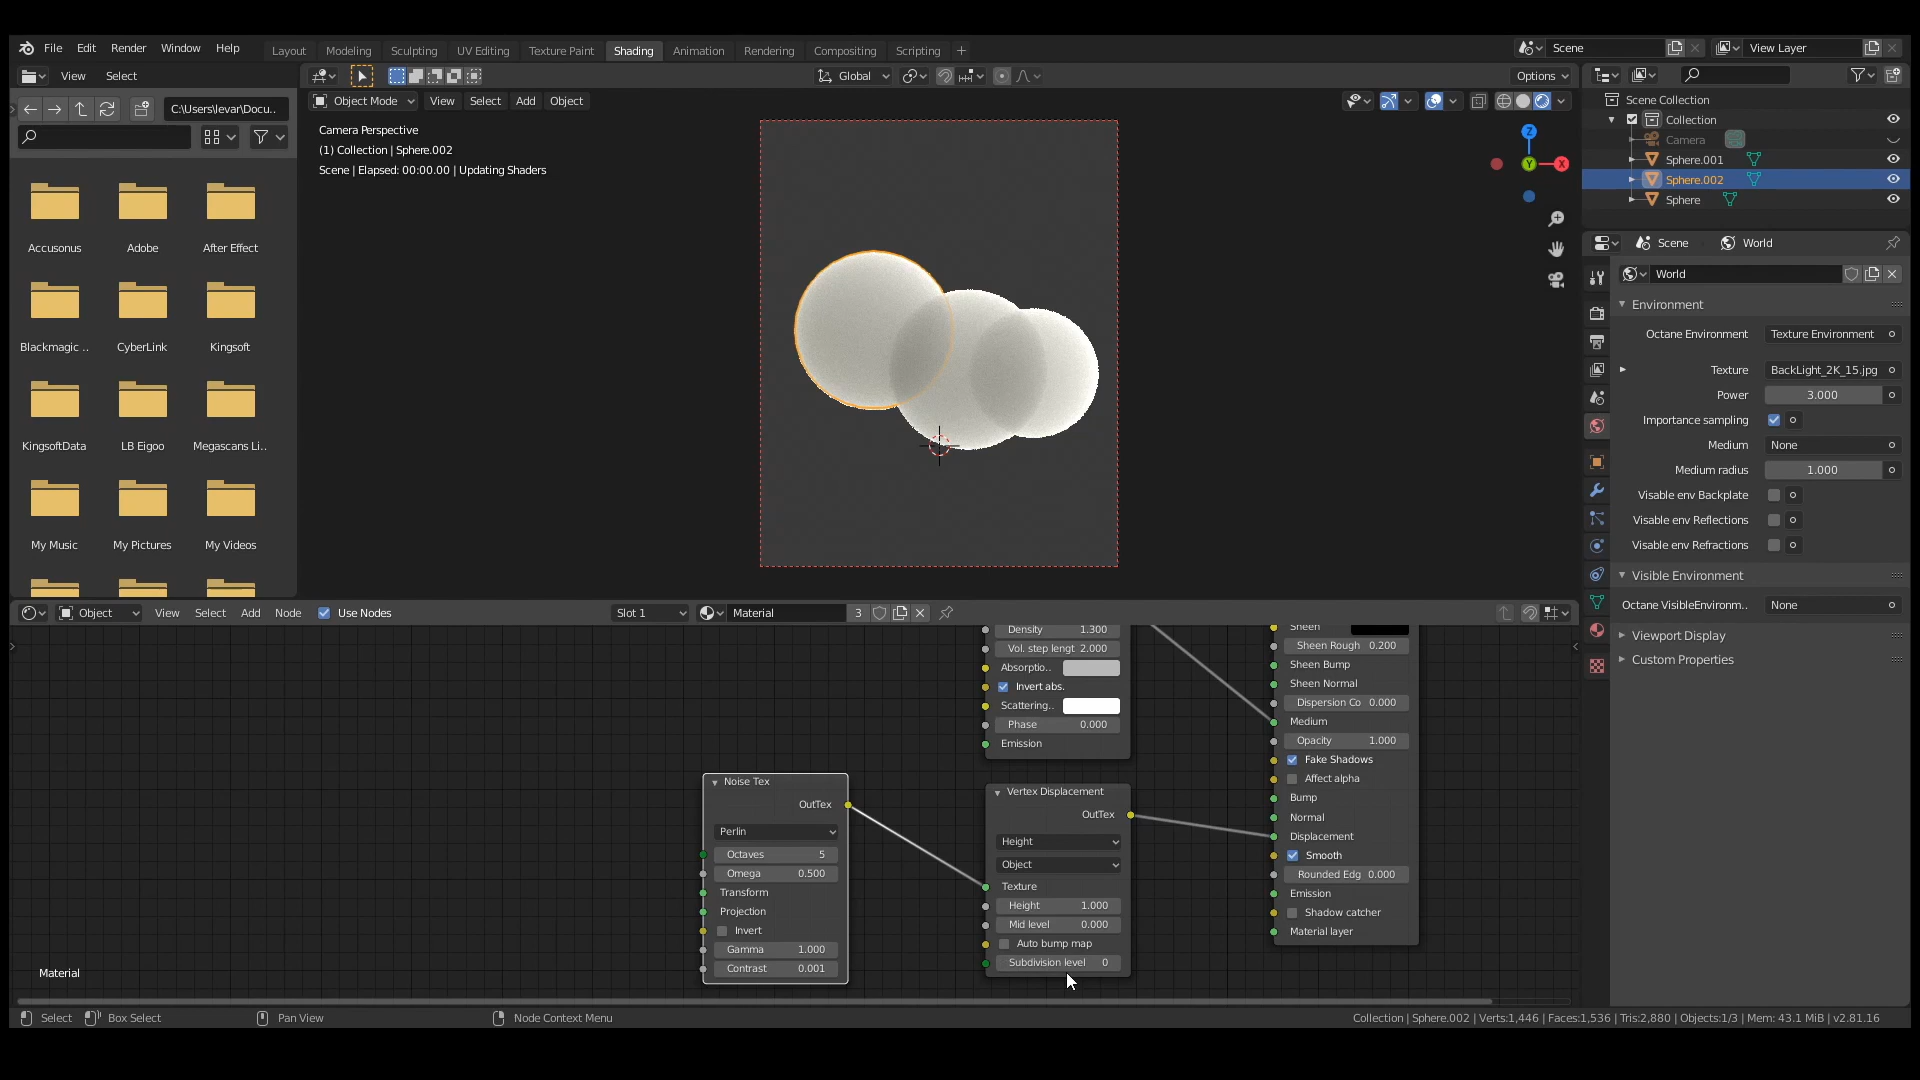 File Edit Render Window Help
Layout Modeling Sculpting UV Editing Texture Paint Shading Animation Rendering Compositing Scripting +
Scene
View Layer
View Select
Global
Options
C:\Users\levar\Docu..
Object Mode View Select Add Object
Camera Perspective
(1) Collection | Sphere.002
Scene | Elapsed: 00:00.00 | Updating Shaders
Z
Y
X
Accusonus Adobe After Effect
Blackmagic .. CyberLink Kingsoft
KingsoftData LB Eigoo Megascans Li..
My Music My Pictures My Videos
Scene Collection
Collection
Camera
Sphere.001
Sphere.002
Sphere
Scene World
World
Environment
Octane Environment Texture Environment
Texture BackLight_2K_15.jpg
Power 3.000
Importance sampling
Medium None
Medium radius 1.000
Visable env Backplate
Visable env Reflections
Visable env Refractions
Visible Environment
Octane VisibleEnvironm.. None
Viewport Display
Custom Properties
Object View Select Add Node Use Nodes Slot 1 Material 3
Density 1.300
Vol. step lengt 2.000
Absorptio..
Invert abs.
Scattering..
Phase 0.000
Emission
Sheen
Sheen Rough 0.200
Sheen Bump
Sheen Normal
Dispersion Co 0.000
Medium
Opacity 1.000
Fake Shadows
Affect alpha
Bump
Normal
Displacement
Smooth
Rounded Edg 0.000
Emission
Shadow catcher
Material layer
Noise Tex
OutTex
Perlin
Octaves 5
Omega 0.500
Transform
Projection
Invert
Gamma 1.000
Contrast 0.001
Vertex Displacement
OutTex
Height
Object
Texture
Height 1.000
Mid level 0.000
Auto bump map
Subdivision level 0
Material
Select Box Select Pan View Node Context Menu
Collection | Sphere.002 | Verts:1,446 | Faces:1,536 | Tris:2,880 | Objects:1/3 | Mem: 43.1 MiB | v2.81.16